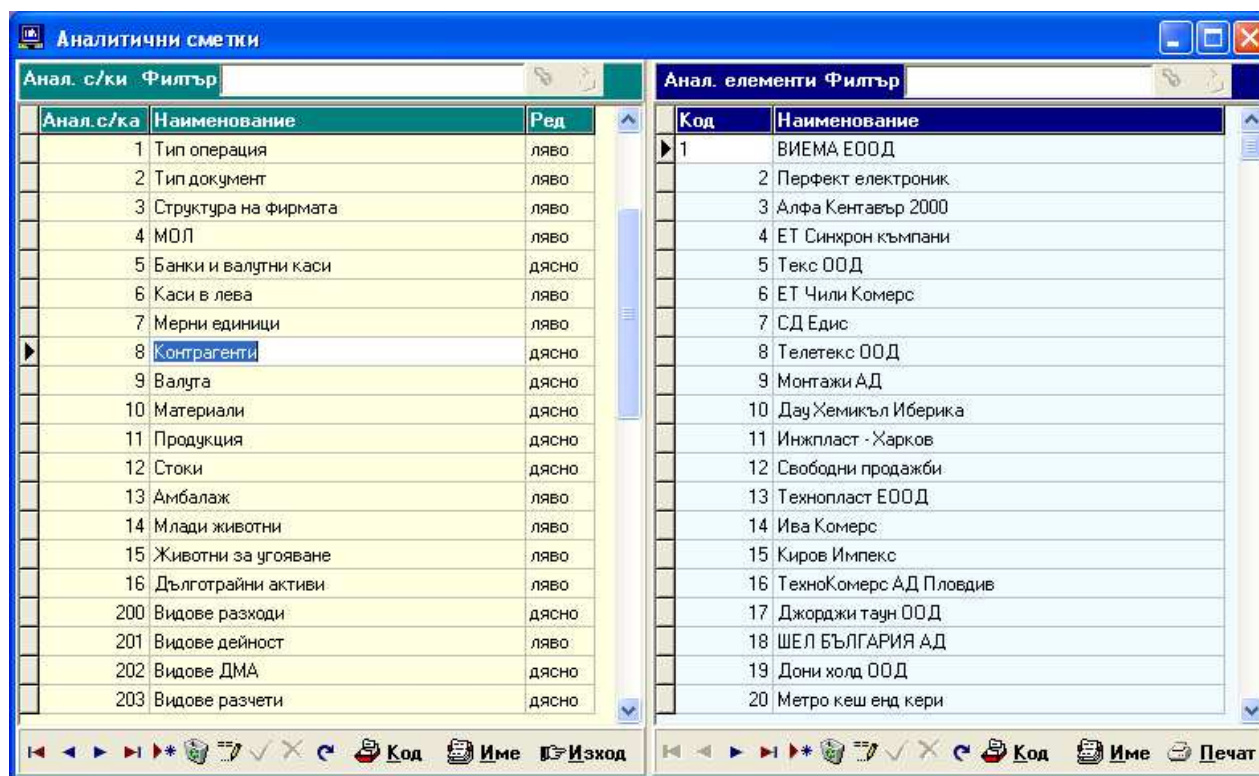 Аналитични сметки
Анал. с/ки Филтър
Анал.с/ка Наименование Ред
1 Тип операция ляво
2 Тип документ ляво
3 Структура на фирмата ляво
4 МОЛ ляво
5 Банки и валутни каси дясно
6 Каси в лева ляво
7 Мерни единици ляво
8 Контрагенти дясно
9 Валута дясно
10 Материали дясно
11 Продукция дясно
12 Стоки дясно
13 Амбалаж ляво
14 Млади животни ляво
15 Животни за угояване ляво
16 Дълготрайни активи ляво
200 Видове разходи дясно
201 Видове дейност ляво
202 Видове ДМА дясно
203 Видове разчети дясно
Код Име Изход
Анал. елементи Филтър
Код Наименование
1 ВИЕМА ЕООД
2 Перфект електроник
3 Алфа Кентавър 2000
4 ЕТ Синхрон къмпани
5 Текс ООД
6 ЕТ Чили Комерс
7 СД Едис
8 Телетекс ООД
9 Монтажи АД
10 Дау Хемикъл Иберика
11 Инжпласт - Харков
12 Свободни продажби
13 Технопласт ЕООД
14 Ива Комерс
15 Киров Импекс
16 ТехноКомерс АД Пловдив
17 Джорджи таун ООД
18 ШЕЛ БЪЛГАРИЯ АД
19 Дони холд ООД
20 Метро кеш енд кери
Код Име Печат